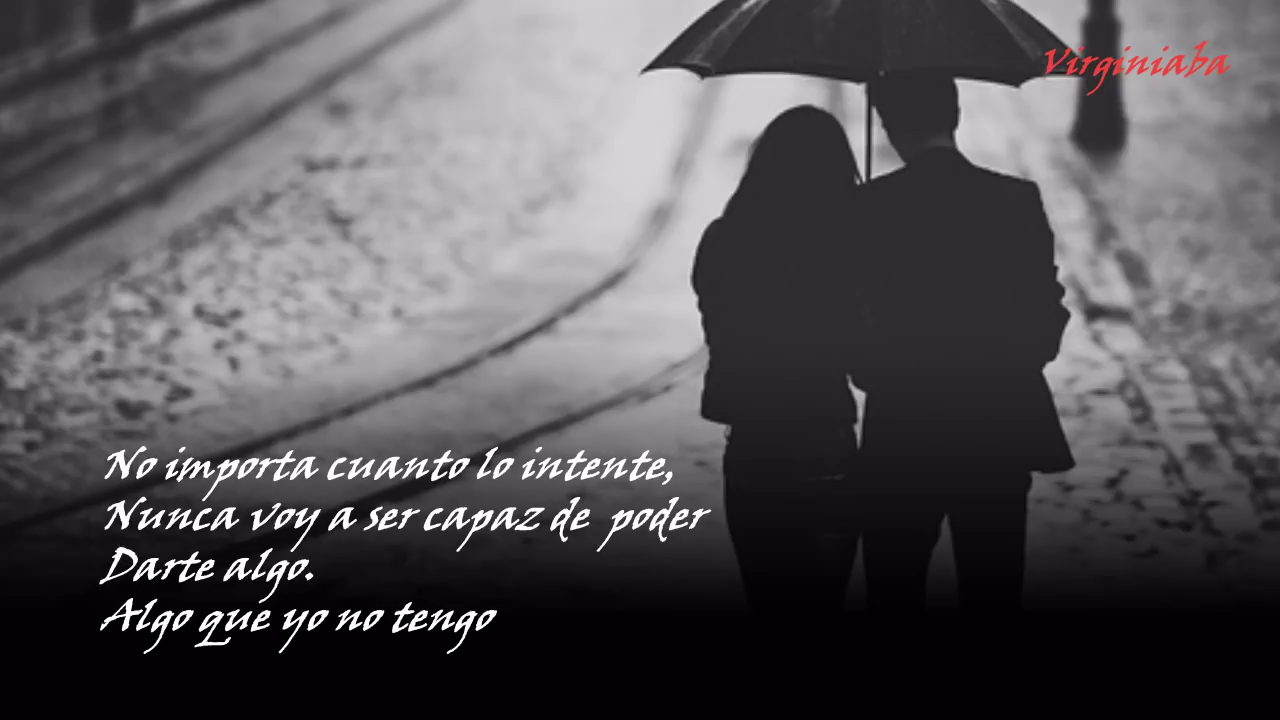 Virginiaba
No importa cuanto lo intente,
Nunca voy a ser capaz de  poder
Darte algo.
Algo que yo no tengo